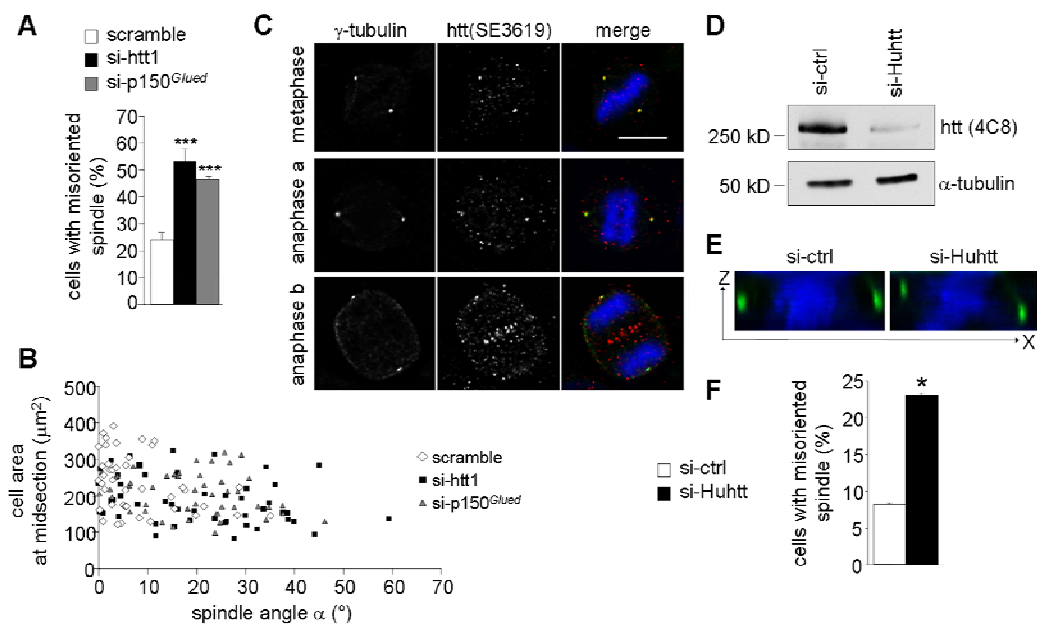 A
scramble
si-htt1
si-p150Glued
cells with misoriented
spindle (%)
70
60
50
40
30
20
10
0
***
***
B
cell area
at midsection (µm2)
500
400
300
200
100
0
0 10 20 30 40 50 60 70
spindle angle α (°)
scramble
si-htt1
si-p150Glued
C
γ-tubulin htt(SE3619) merge
metaphase
anaphase a
anaphase b
D
si-ctrl
si-Huhtt
250 kD
htt (4C8)
50 kD
α-tubulin
E
si-ctrl si-Huhtt
Z
X
F
si-ctrl
si-Huhtt
cells with misoriented
spindle (%)
25
20
15
10
5
0
*